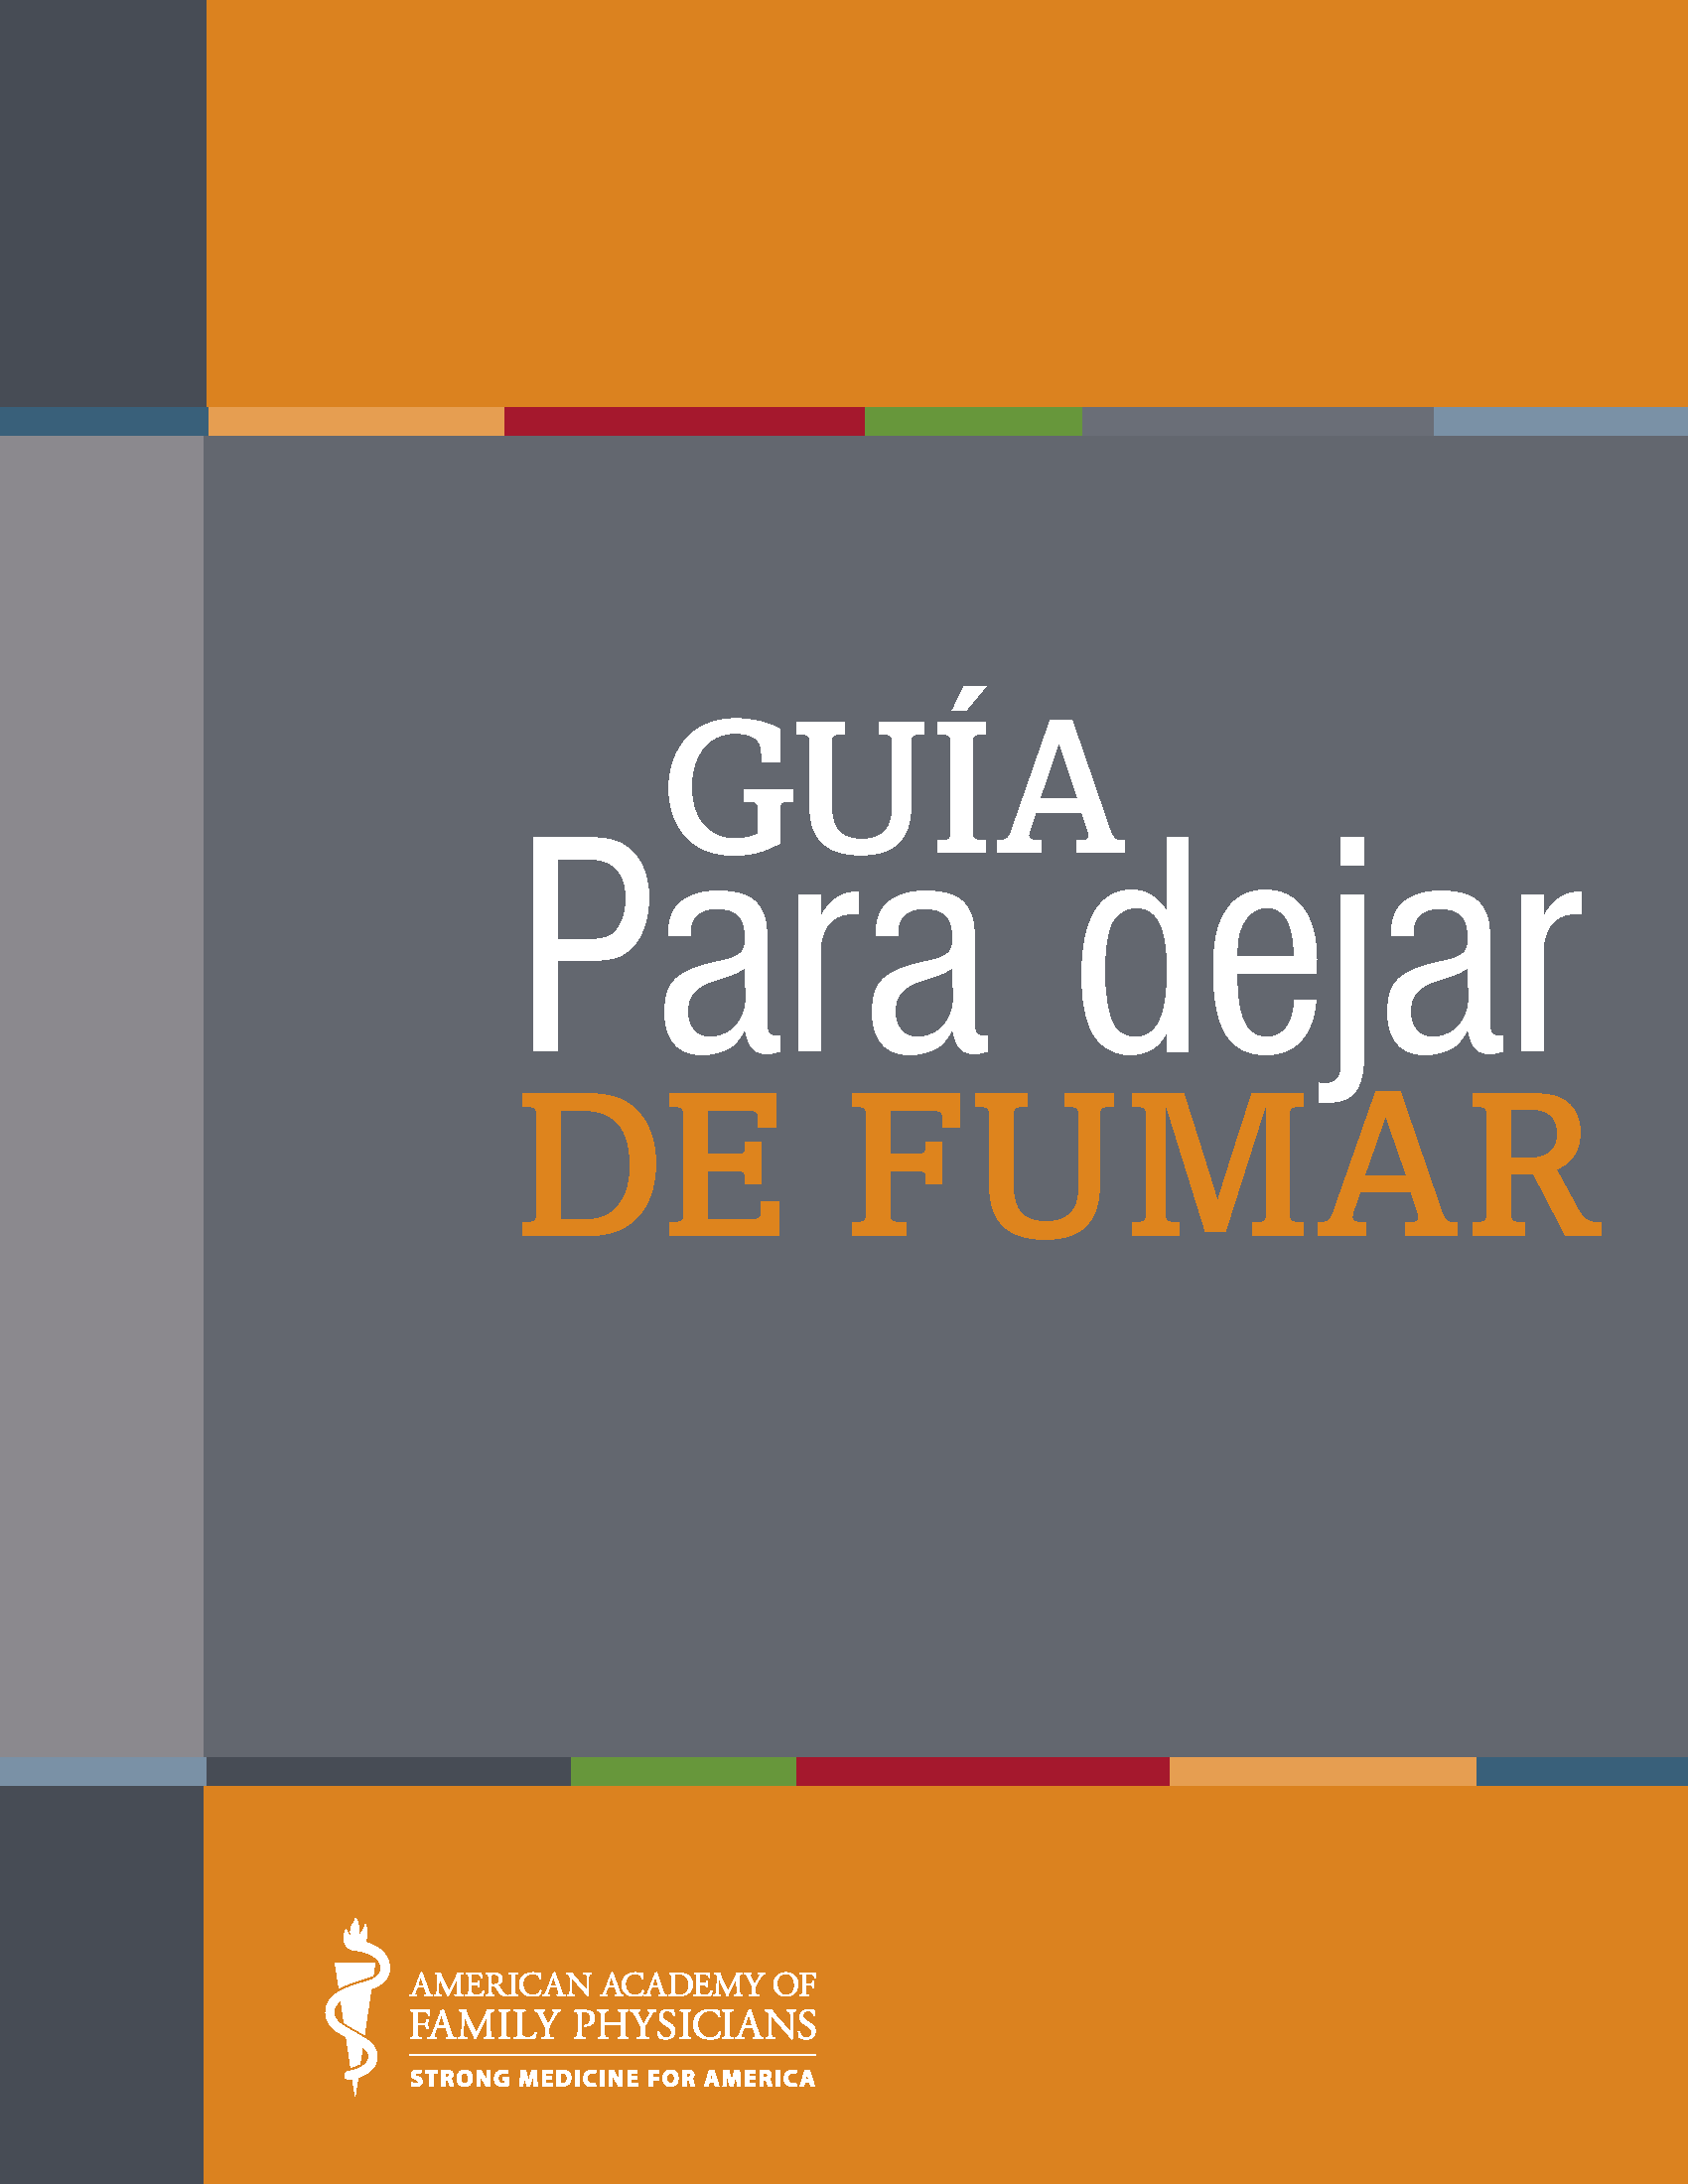 GUÍA
Para dejar
DE FUMAR
AMERICAN ACADEMY OF
FAMILY PHYSICIANS
STRONG MEDICINE FOR AMERICA